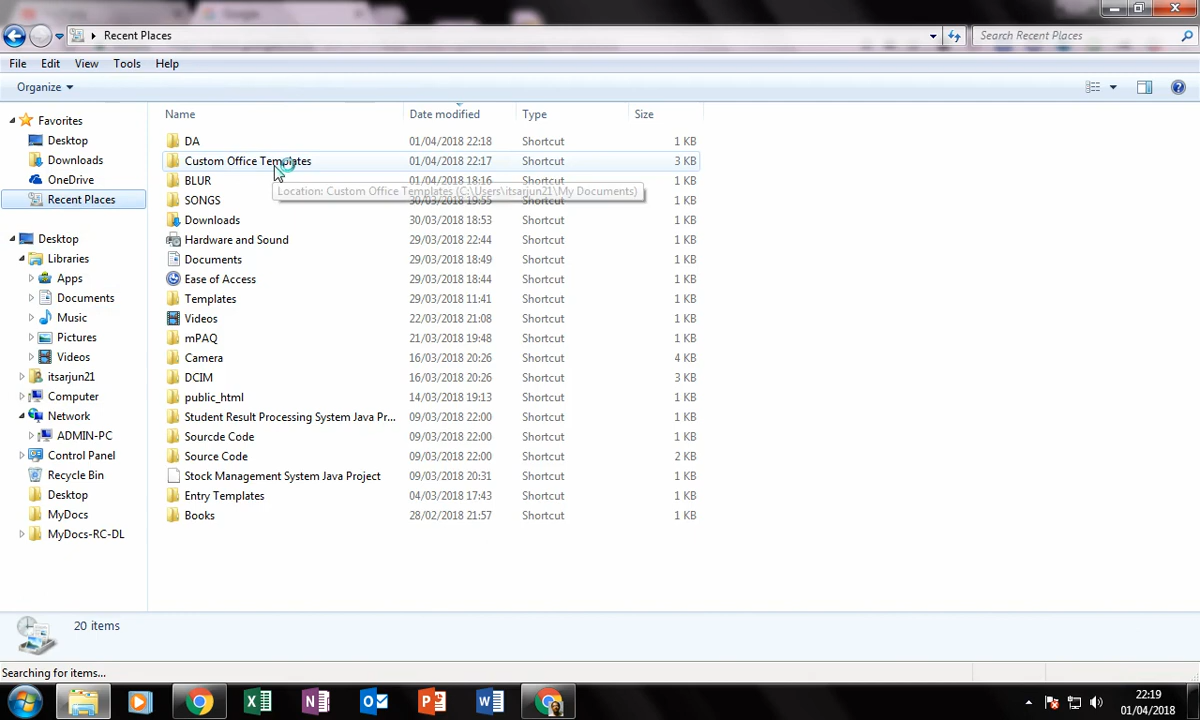 Recent Places
Search Recent Places
File Edit View Tools Help
Organize
Name Date modified Type Size
Favorites
Desktop
Downloads
OneDrive
Recent Places
Desktop
Libraries
Apps
Documents
Music
Pictures
Videos
itsarjun21
Computer
Network
ADMIN-PC
Control Panel
Recycle Bin
Desktop
MyDocs
MyDocs-RC-DL
DA 01/04/2018 22:18 Shortcut 1 KB
Custom Office Templates 01/04/2018 22:17 Shortcut 3 KB
BLUR 01/04/2018 18:16 Shortcut 1 KB
Location: Custom Office Templates (C:\Users\itsarjun21\My Documents)
SONGS 30/03/2018 19:55 Shortcut 1 KB
Downloads 30/03/2018 18:53 Shortcut 1 KB
Hardware and Sound 29/03/2018 22:44 Shortcut 1 KB
Documents 29/03/2018 18:49 Shortcut 1 KB
Ease of Access 29/03/2018 18:44 Shortcut 1 KB
Templates 29/03/2018 11:41 Shortcut 1 KB
Videos 22/03/2018 21:08 Shortcut 1 KB
mPAQ 21/03/2018 19:48 Shortcut 1 KB
Camera 16/03/2018 20:26 Shortcut 4 KB
DCIM 16/03/2018 20:26 Shortcut 3 KB
public_html 14/03/2018 19:13 Shortcut 1 KB
Student Result Processing System Java Pr... 09/03/2018 22:00 Shortcut 1 KB
Sourcde Code 09/03/2018 22:00 Shortcut 1 KB
Source Code 09/03/2018 22:00 Shortcut 2 KB
Stock Management System Java Project 09/03/2018 20:31 Shortcut 1 KB
Entry Templates 04/03/2018 17:43 Shortcut 1 KB
Books 28/02/2018 21:57 Shortcut 1 KB
20 items
Searching for items...
22:19
01/04/2018